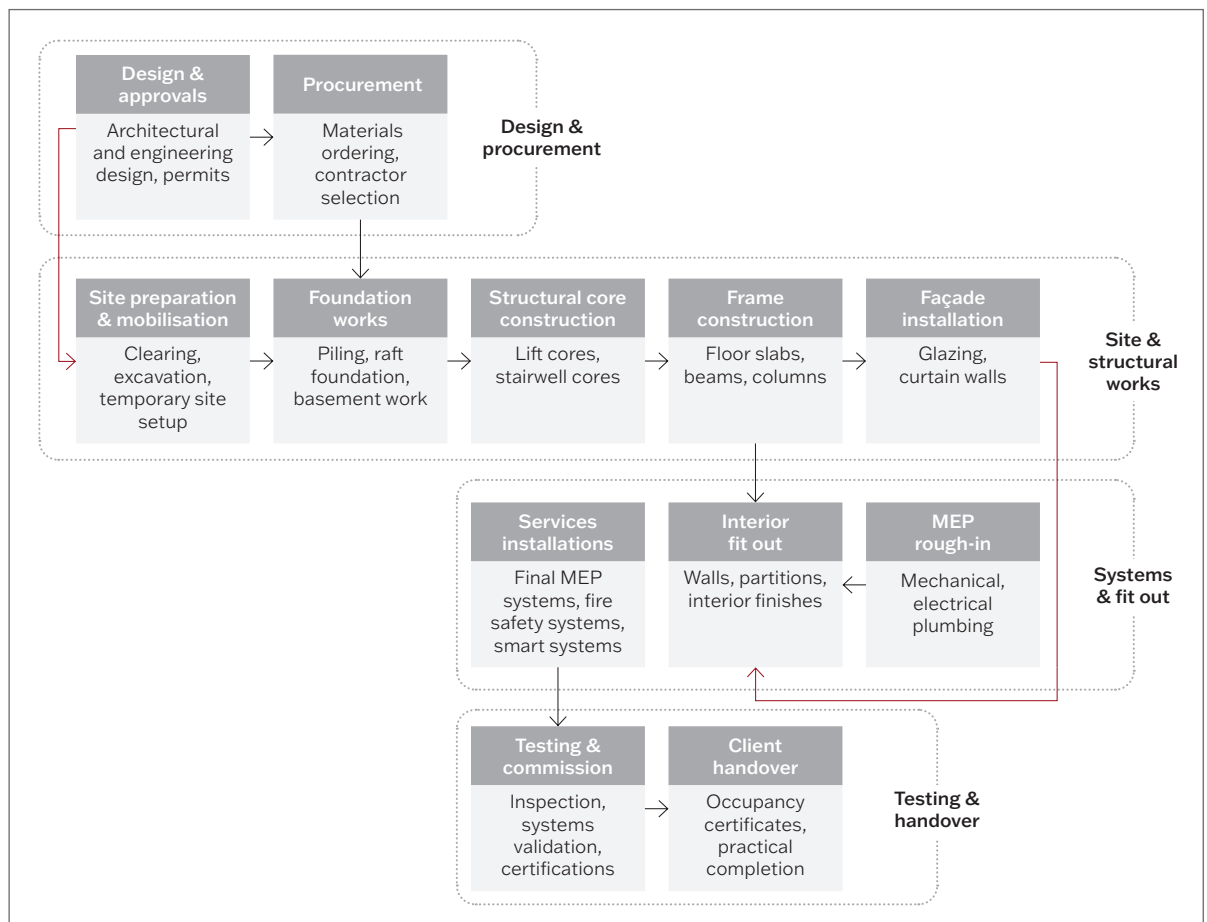 Design &
approvals
Architectural
and engineering
design, permits
Procurement
Materials
ordering,
contractor
selection
Design &
procurement
Site preparation
& mobilisation
Clearing,
excavation,
temporary site
setup
Foundation
works
Piling, raft
foundation,
basement work
Structural core
construction
Lift cores,
stairwell cores
Frame
construction
Floor slabs,
beams, columns
Façade
installation
Glazing,
curtain walls
Site &
structural
works
Services
installations
Final MEP
systems, fire
safety systems,
smart systems
Interior
fit out
Walls, partitions,
interior finishes
MEP
rough-in
Mechanical,
electrical
plumbing
Systems
& fit out
Testing &
commission
Inspection,
systems
validation,
certifications
Client
handover
Occupancy
certificates,
practical
completion
Testing &
handover